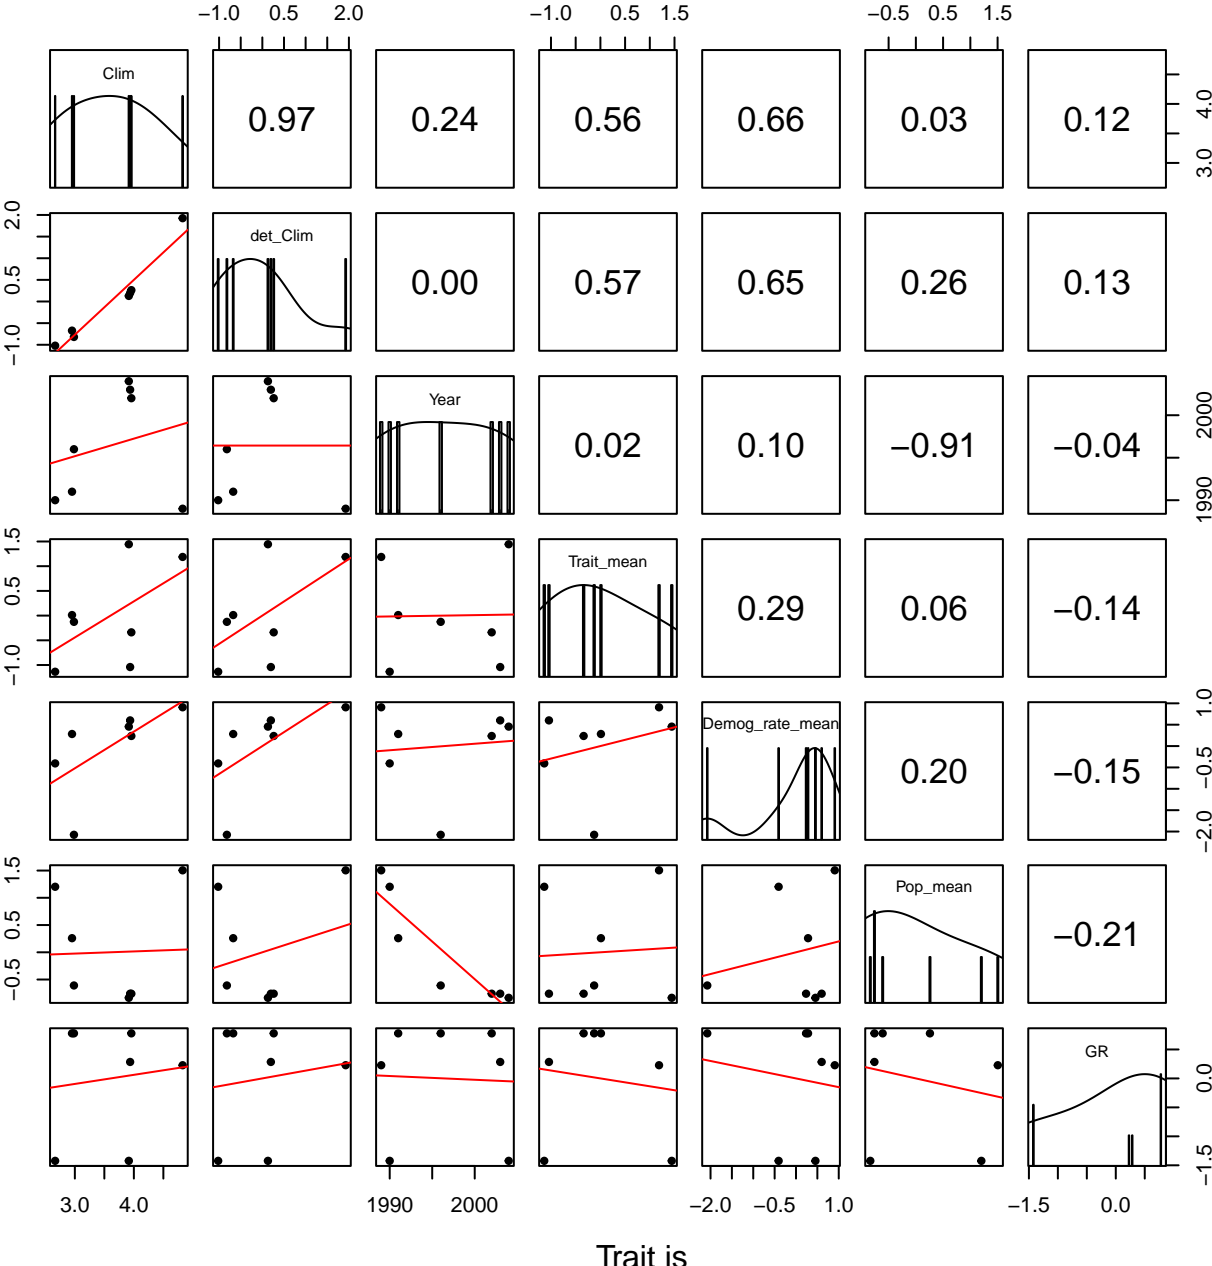 −1.0 0.5 2.0 −1.0 0.5 1.5 −0.5 0.5 1.5
Clim 0.97 0.24 0.56 0.66 0.03 0.12 3.0 4.0
−1.0 0.5 2.0 det_Clim 0.00 0.57 0.65 0.26 0.13
Year 0.02 0.10 −0.91 −0.04 1990 2000
−1.0 0.5 1.5 Trait_mean 0.29 0.06 −0.14
Demog_rate_mean 0.20 −0.15 −2.0 −0.5 1.0
−0.5 0.5 1.5 Pop_mean −0.21
GR −1.5 0.0
3.0 4.0 1990 2000 −2.0 −0.5 1.0 −1.5 0.0
Trait is